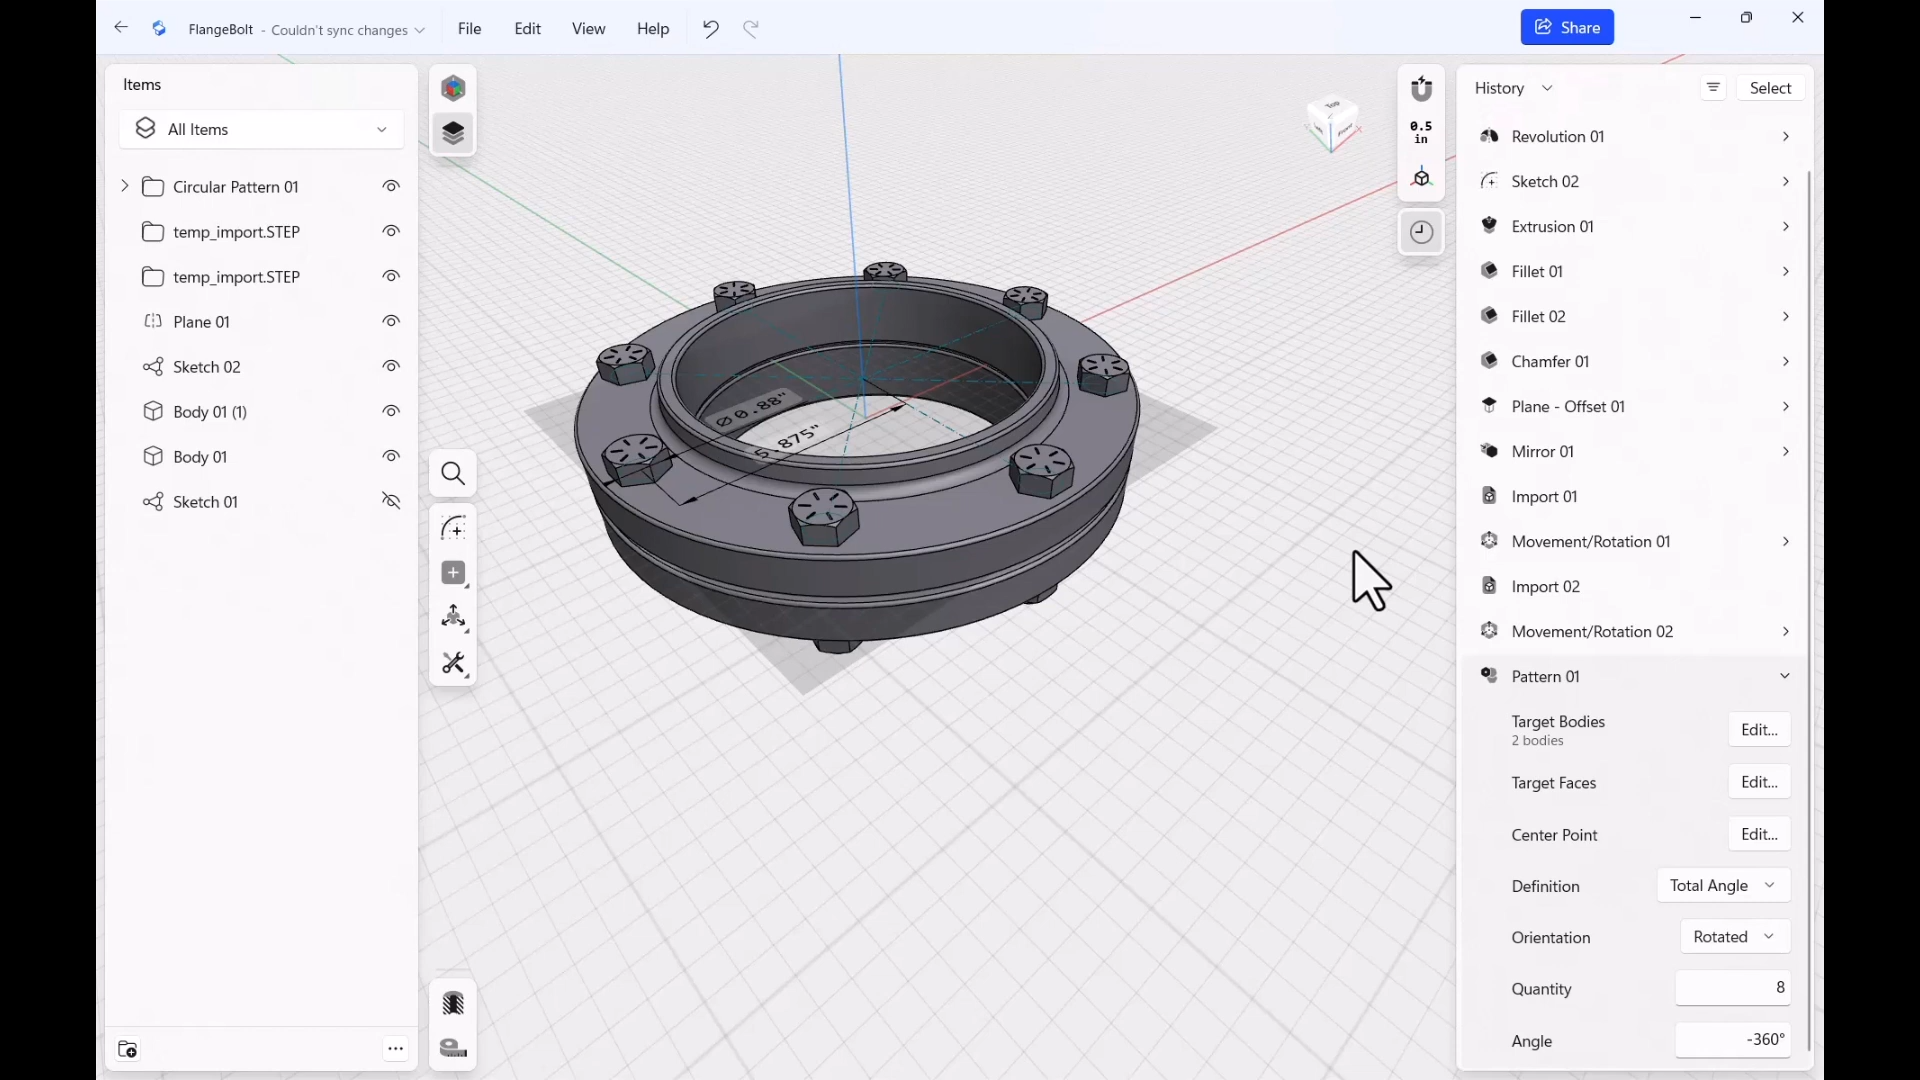 FlangeBolt - Couldn't sync changes
File Edit View Help
Share
Items
All Items
Circular Pattern 01
temp_import.STEP
temp_import.STEP
Plane 01
Sketch 02
Body 01 (1)
Body 01
Sketch 01
Top
Front
⌀0.88"
5.875"
0.5
in
History
Select
Revolution 01
Sketch 02
Extrusion 01
Fillet 01
Fillet 02
Chamfer 01
Plane - Offset 01
Mirror 01
Import 01
Movement/Rotation 01
Import 02
Movement/Rotation 02
Pattern 01
Target Bodies
2 bodies
Edit...
Target Faces
Edit...
Center Point
Edit...
Definition
Total Angle
Orientation
Rotated
Quantity
8
Angle
-360°